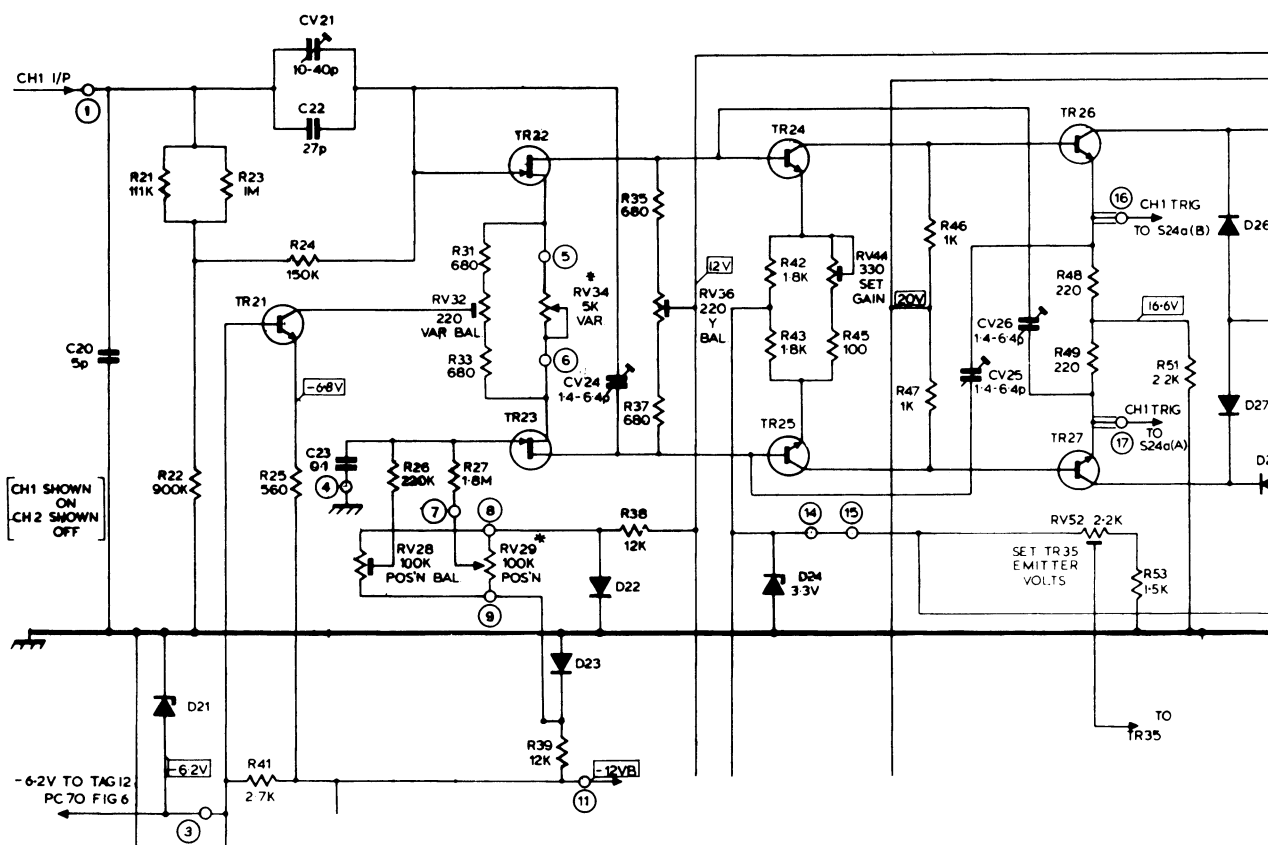 CV21
10-40p
CH1 I/P
1
C22
27p
TR22
TR24
TR26
R21
111K
R23
1M
R35
680
16
CH1 TRIG
TO S24a(B)
D26
R46
1K
R24
150K
R31
680
5
*
RV34
5K
VAR
12V
R42
1.8K
RV44
330
SET
GAIN
R48
220
TR21
RV32
220
VAR BAL
RV36
220
Y
BAL
20V
16.6V
C20
5p
R33
680
6
R43
1.8K
R45
100
CV26
1.4-6.4p
R49
220
R51
2.2K
-6.8V
CV24
1.4-6.4p
CV25
1.4-6.4p
R47
1K
R37
680
D27
TR23
TR25
CH1 TRIG
TO
S24a(A)
17
TR27
C23
0.1
4
R22
900K
R25
560
R26
220K
R27
1.8M
CH1 SHOWN
ON
CH2 SHOWN
OFF
7
8
R38
12K
14
15
RV52 2.2K
RV28
100K
POS'N BAL
RV29
100K
POS'N
*
SET TR35
EMITTER
VOLTS
D22
D24
3.3V
R53
1.5K
9
D23
D21
TO
TR35
R39
12K
-6.2V
R41
2.7K
-12VB
-6.2V TO TAG 12
PC70 FIG 6
3
11